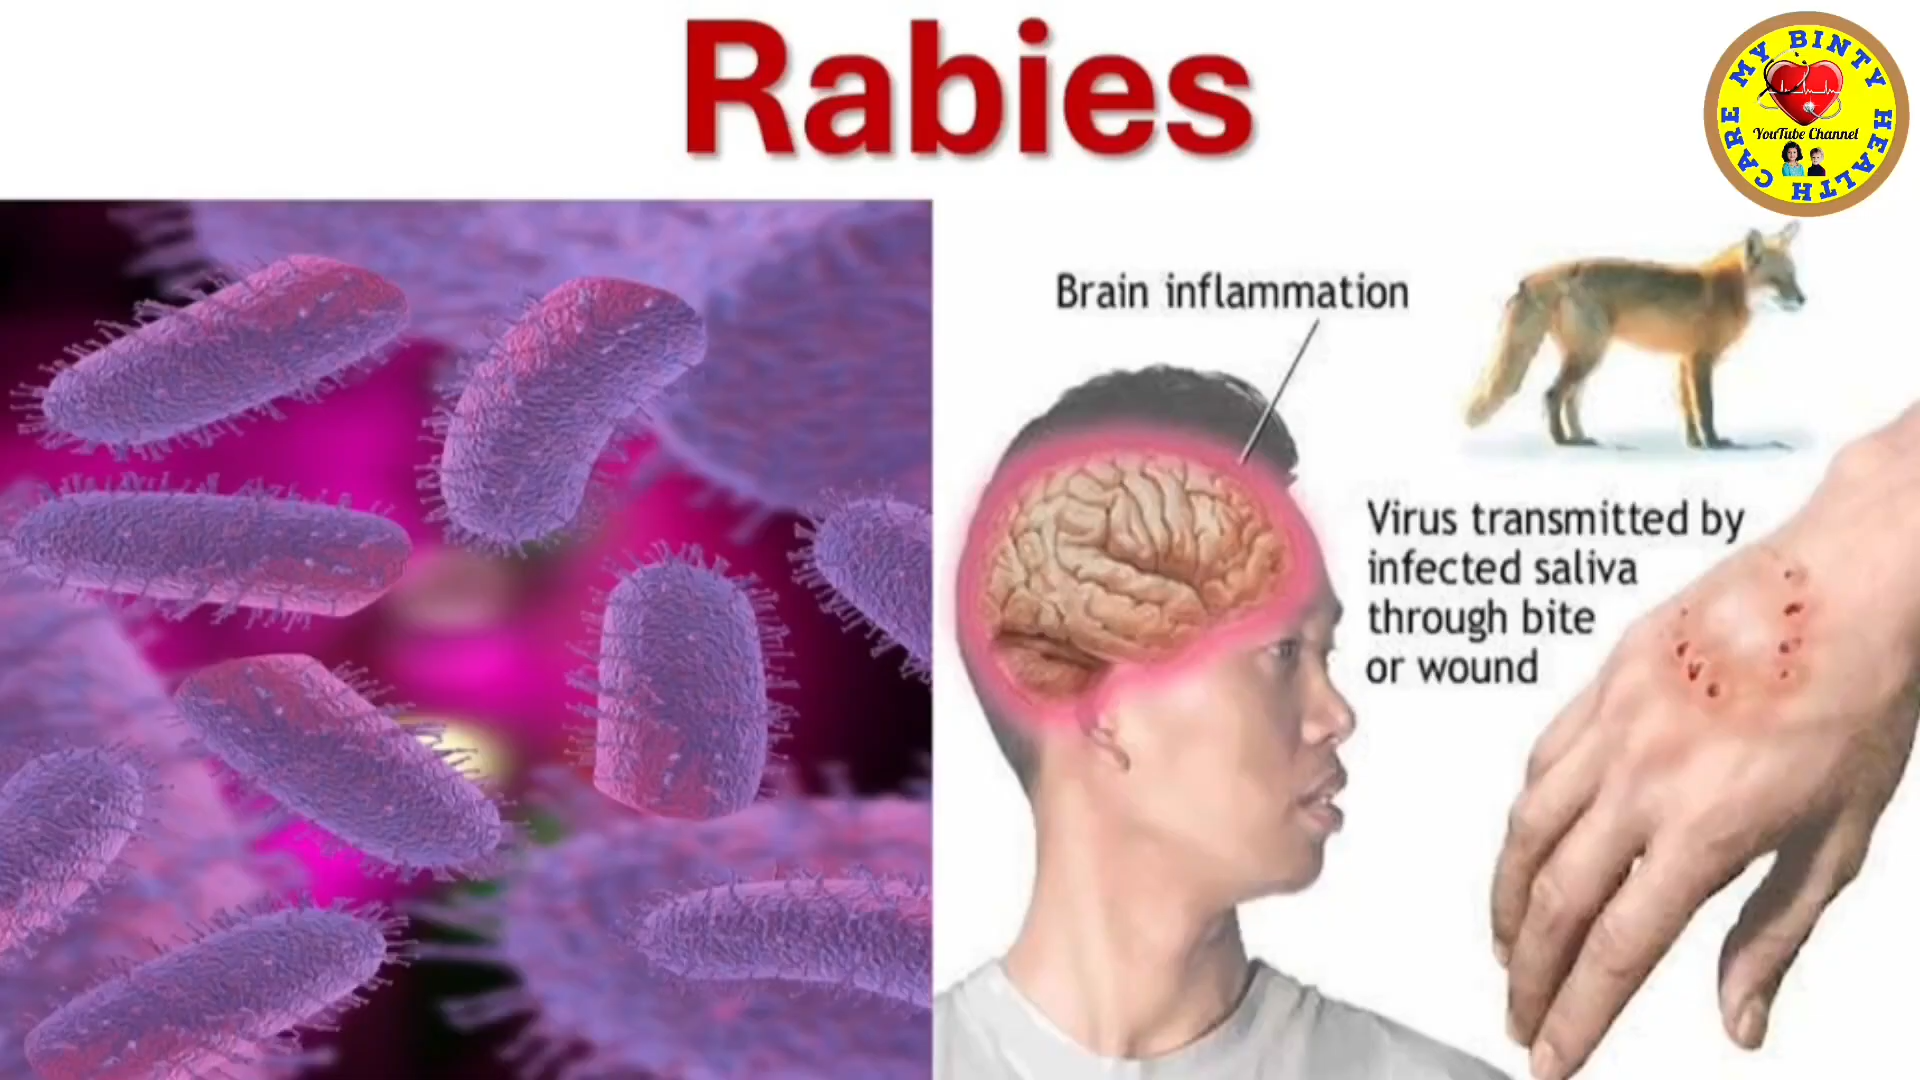 Rabies
MY BINTY HEALTH CARE
YouTube Channel
Brain inflammation
Virus transmitted by
infected saliva
through bite
or wound